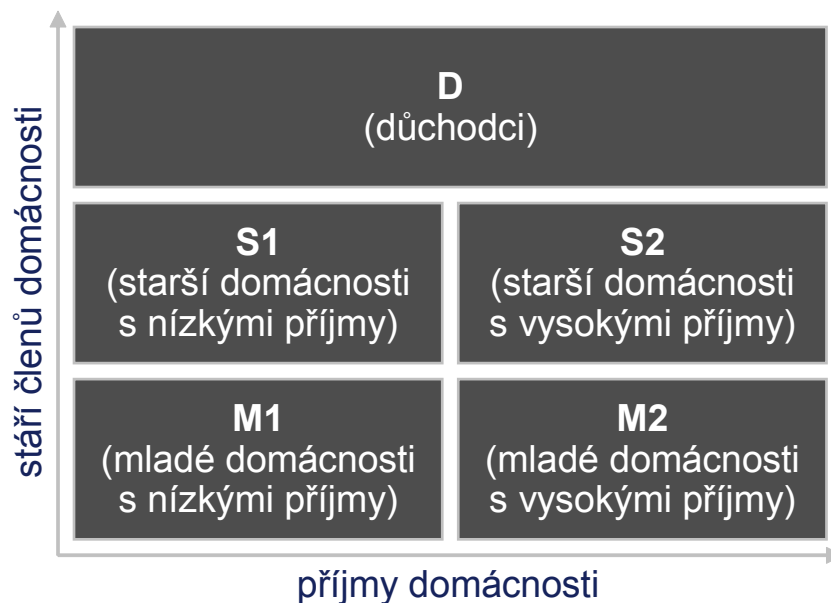 stáří členů domácnosti
D
(důchodci)
S1
(starší domácnosti
s nízkými příjmy)
S2
(starší domácnosti
s vysokými příjmy)
M1
(mladé domácnosti
s nízkými příjmy)
M2
(mladé domácnosti
s vysokými příjmy)
příjmy domácnosti